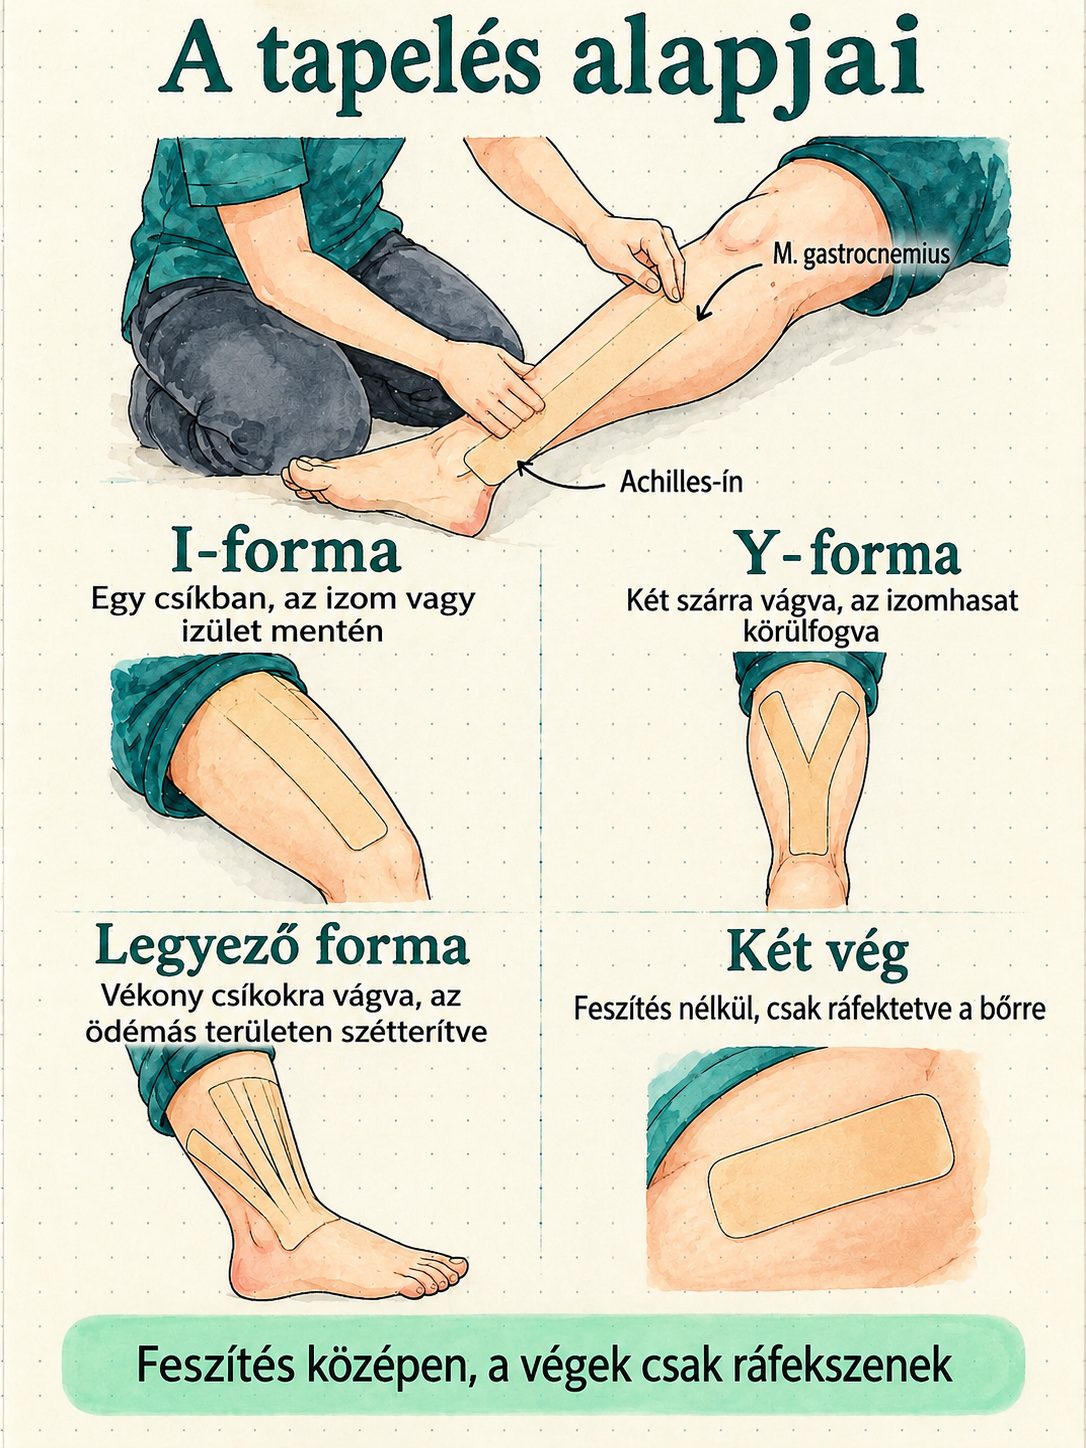 A tapelés alapjai
M. gastrocnemius
Achilles-ín
I-forma
Egy csíkban, az izom vagy
izület mentén
Y-forma
Két szárra vágva, az izomhasat
körülfogva
Legyező forma
Vékony csíkokra vágva, az
ödémás területen szétterítve
Két vég
Feszítés nélkül, csak ráfektetve a bőrre
Feszítés középen, a végek csak ráfekszenek